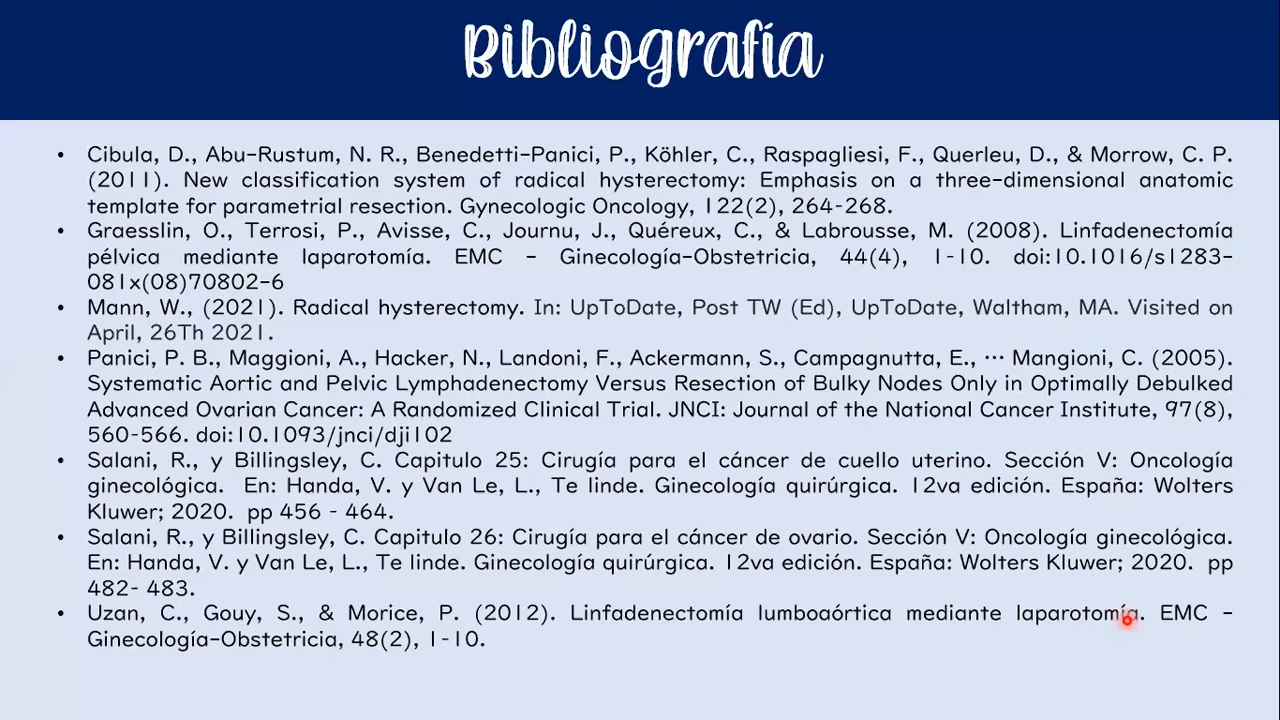 Bibliografía
• Cibula, D., Abu-Rustum, N. R., Benedetti-Panici, P., Köhler, C., Raspagliesi, F., Querleu, D., & Morrow, C. P.
(2011). New classification system of radical hysterectomy: Emphasis on a three-dimensional anatomic
template for parametrial resection. Gynecologic Oncology, 122(2), 264-268.
• Graesslin, O., Terrosi, P., Avisse, C., Journu, J., Quéreux, C., & Labrousse, M. (2008). Linfadenectomía
pélvica mediante laparotomía. EMC - Ginecología-Obstetricia, 44(4), 1-10. doi:10.1016/s1283-
081x(08)70802-6
• Mann, W., (2021). Radical hysterectomy. In: UpToDate, Post TW (Ed), UpToDate, Waltham, MA. Visited on
April, 26Th 2021.
• Panici, P. B., Maggioni, A., Hacker, N., Landoni, F., Ackermann, S., Campagnutta, E., … Mangioni, C. (2005).
Systematic Aortic and Pelvic Lymphadenectomy Versus Resection of Bulky Nodes Only in Optimally Debulked
Advanced Ovarian Cancer: A Randomized Clinical Trial. JNCI: Journal of the National Cancer Institute, 97(8),
560-566. doi:10.1093/jnci/dji102
• Salani, R., y Billingsley, C. Capitulo 25: Cirugía para el cáncer de cuello uterino. Sección V: Oncología
ginecológica. En: Handa, V. y Van Le, L., Te linde. Ginecología quirúrgica. 12va edición. España: Wolters
Kluwer; 2020. pp 456 - 464.
• Salani, R., y Billingsley, C. Capitulo 26: Cirugía para el cáncer de ovario. Sección V: Oncología ginecológica.
En: Handa, V. y Van Le, L., Te linde. Ginecología quirúrgica. 12va edición. España: Wolters Kluwer; 2020. pp
482- 483.
• Uzan, C., Gouy, S., & Morice, P. (2012). Linfadenectomía lumboaórtica mediante laparotomía. EMC -
Ginecología-Obstetricia, 48(2), 1-10.